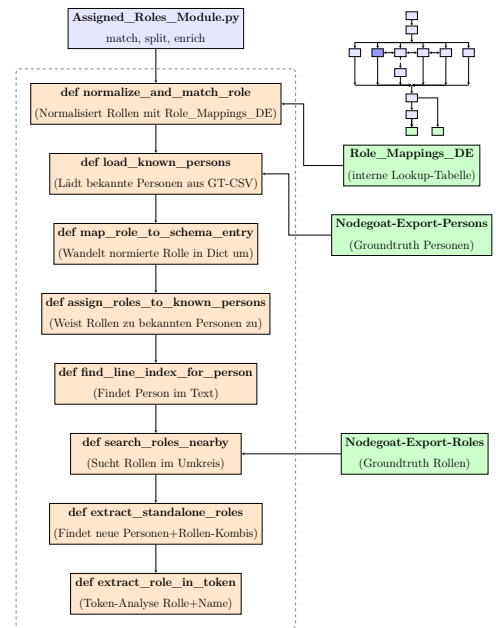 Assigned_Roles_Module.py
match, split, enrich
def normalize_and_match_role
(Normalisiert Rollen mit Role_Mappings_DE)
def load_known_persons
(Lädt bekannte Personen aus GT-CSV)
def map_role_to_schema_entry
(Wandelt normierte Rolle in Dict um)
def assign_roles_to_known_persons
(Weist Rollen zu bekannten Personen zu)
def find_line_index_for_person
(Findet Person im Text)
def search_roles_nearby
(Sucht Rollen im Umkreis)
def extract_standalone_roles
(Findet neue Personen+Rollen-Kombis)
def extract_role_in_token
(Token-Analyse Rolle+Name)
Role_Mappings_DE
(interne Lookup-Tabelle)
Nodegoat-Export-Persons
(Groundtruth Personen)
Nodegoat-Export-Roles
(Groundtruth Rollen)